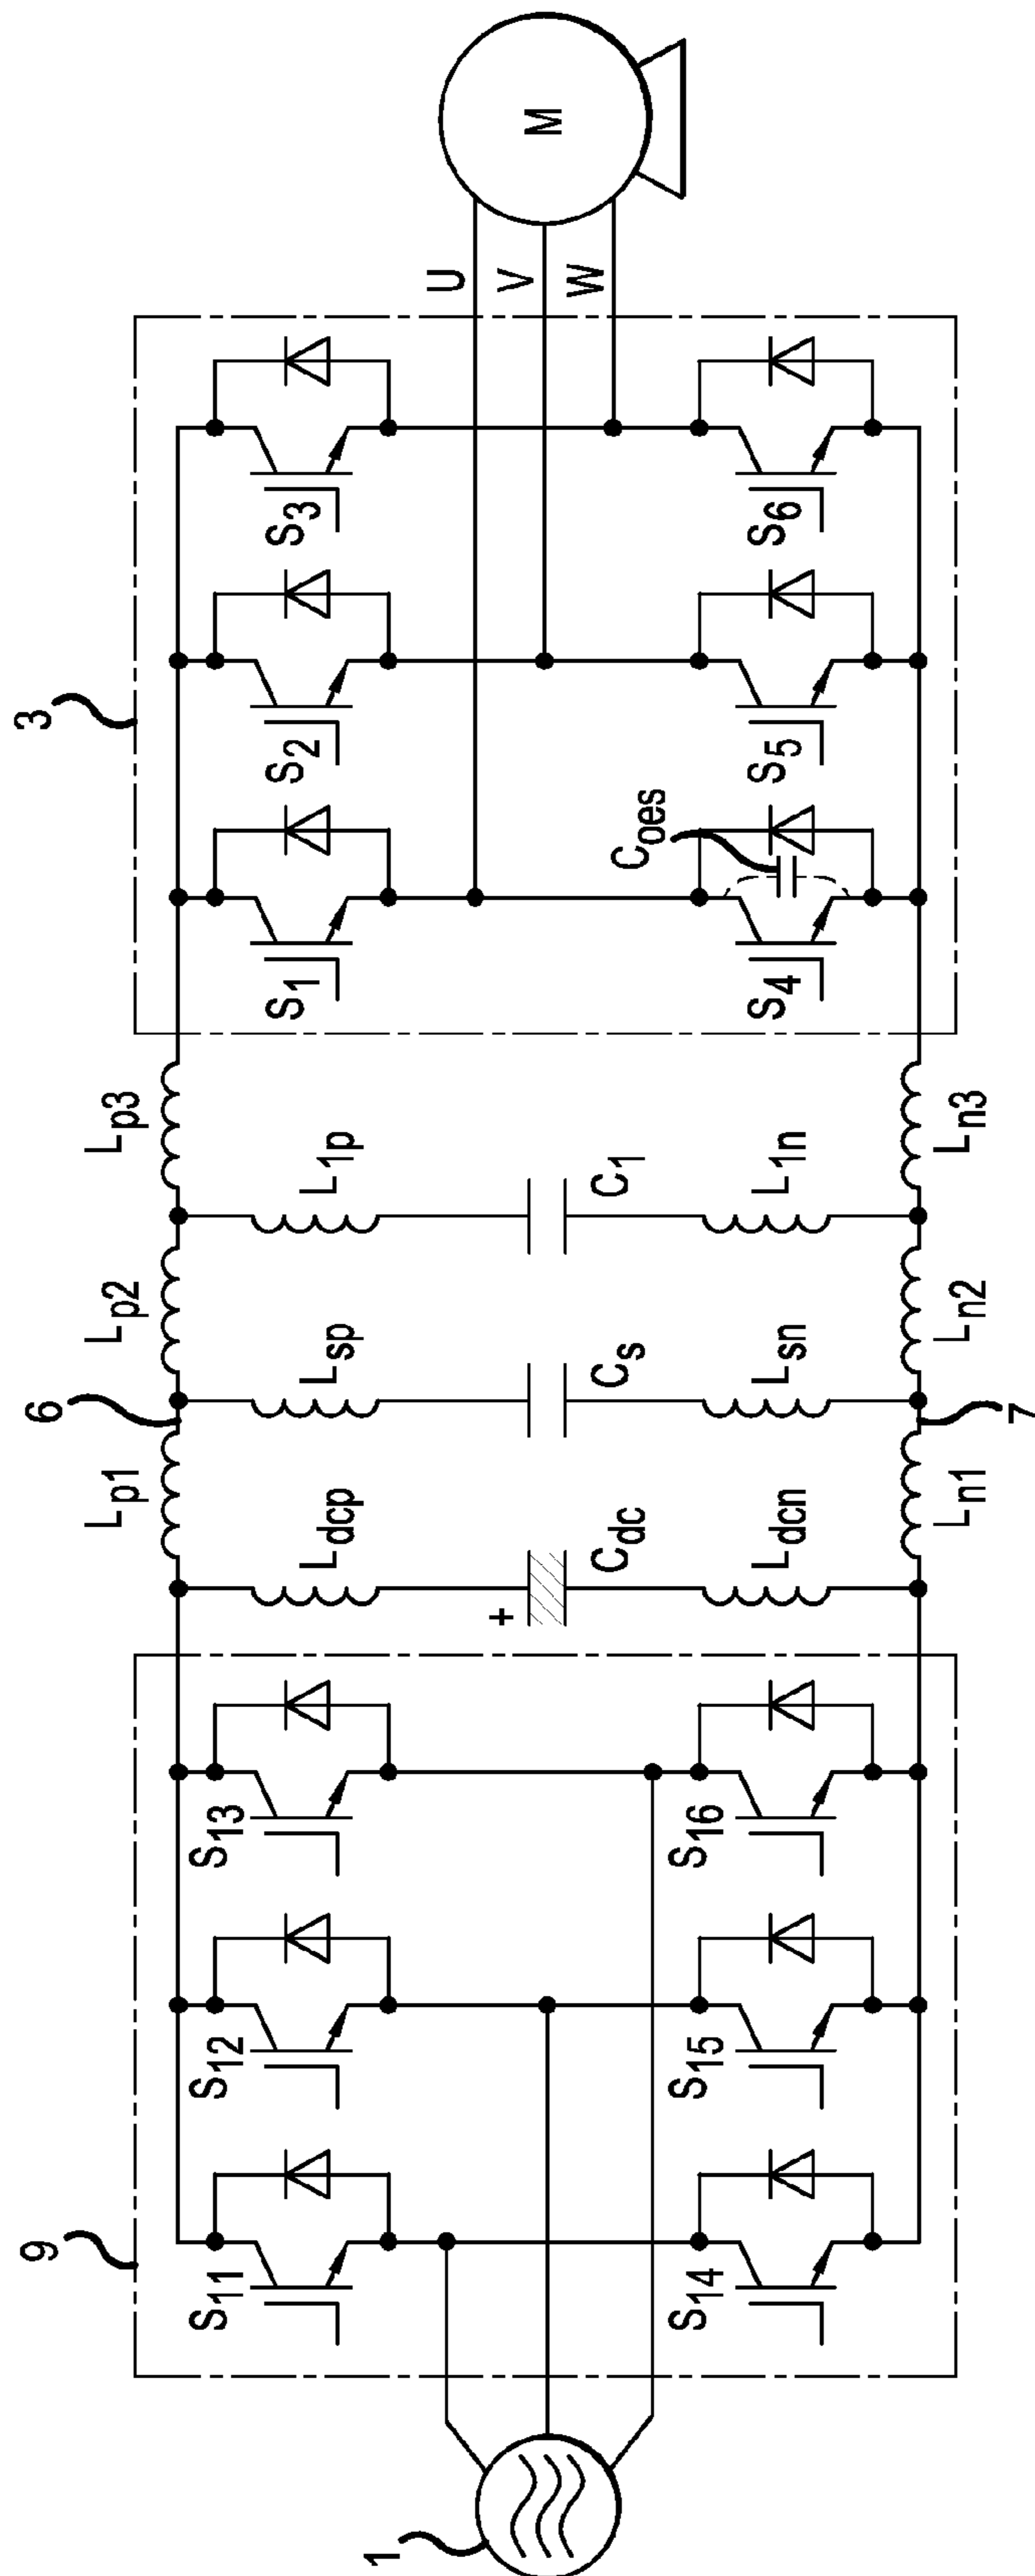 1
9
S11
S12
S13
S14
S15
S16
6
7
Lp1
Lp2
Lp3
Ldcp
Lsp
L1p
+
Cdc
Cs
C1
Ldcn
Lsn
L1n
Ln1
Ln2
Ln3
3
S1
S2
S3
Coes
S4
S5
S6
U
V
W
M